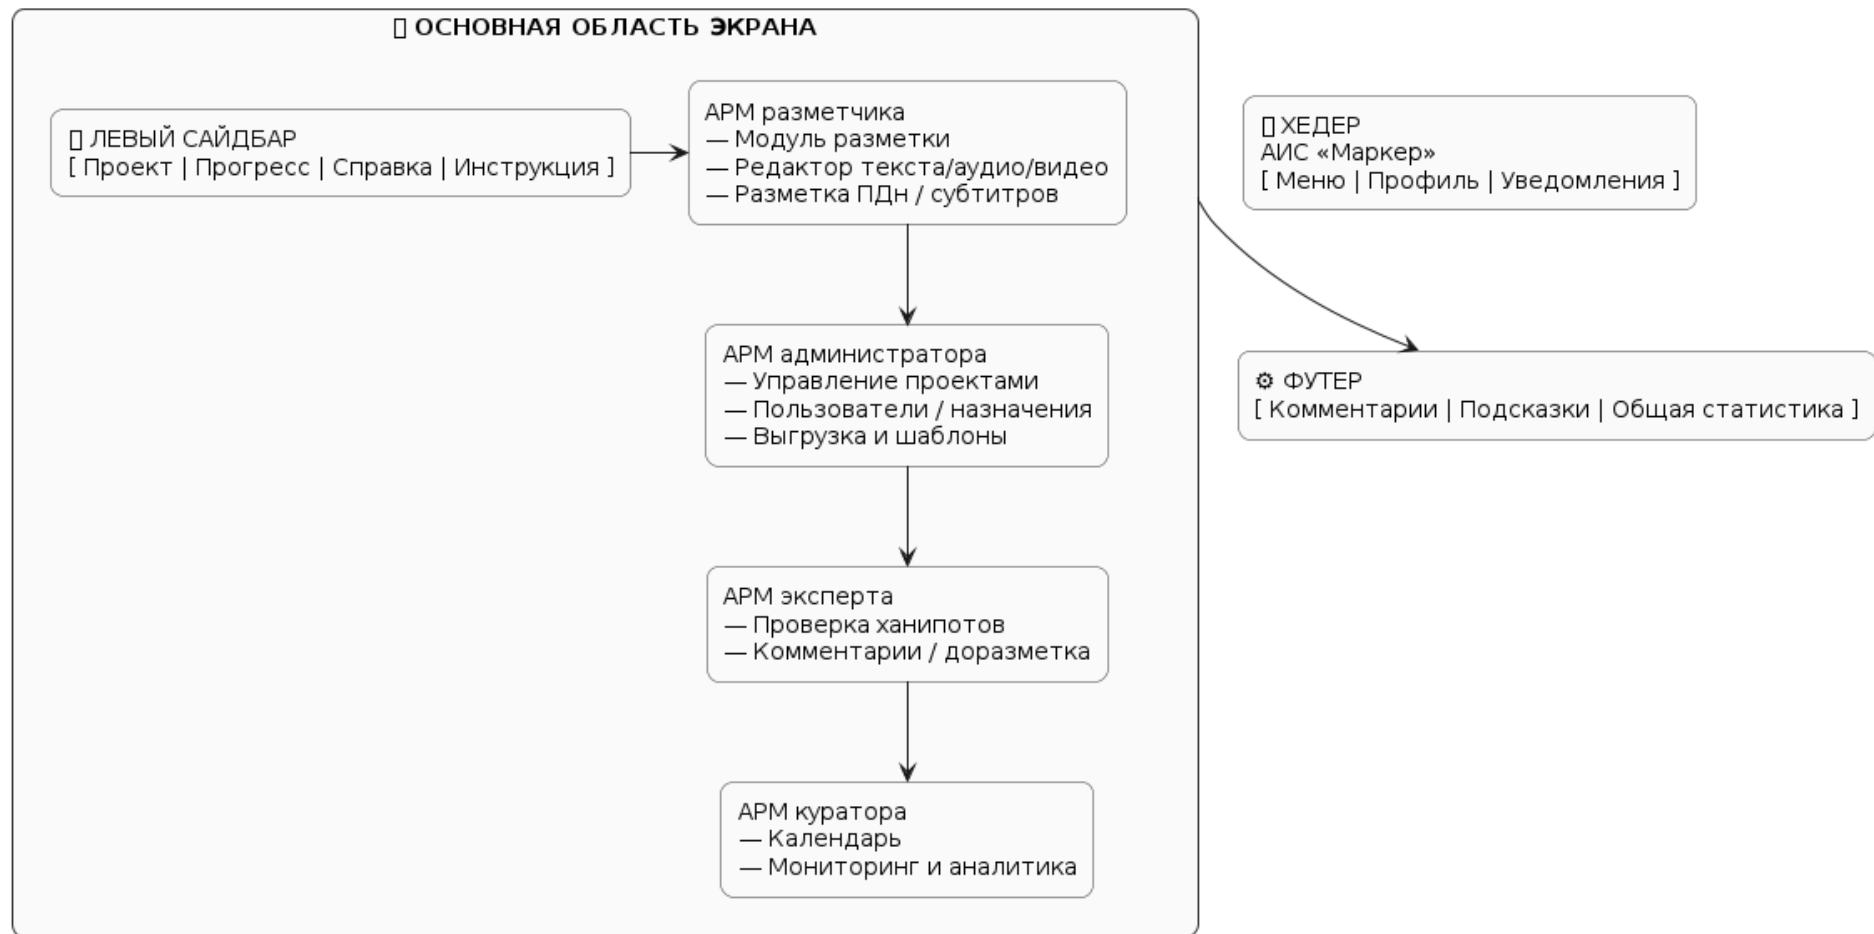 ОСНОВНАЯ ОБЛАСТЬ ЭКРАНА
ЛЕВЫЙ САЙДБАР
[ Проект | Прогресс | Справка | Инструкция ]
АРМ разметчика
— Модуль разметки
— Редактор текста/аудио/видео
— Разметка ПДн / субтитров
ХЕДЕР
АИС «Маркер»
[ Меню | Профиль | Уведомления ]
АРМ администратора
— Управление проектами
— Пользователи / назначения
— Выгрузка и шаблоны
⚙ ФУТЕР
[ Комментарии | Подсказки | Общая статистика ]
АРМ эксперта
— Проверка ханипотов
— Комментарии / доразметка
АРМ куратора
— Календарь
— Мониторинг и аналитика